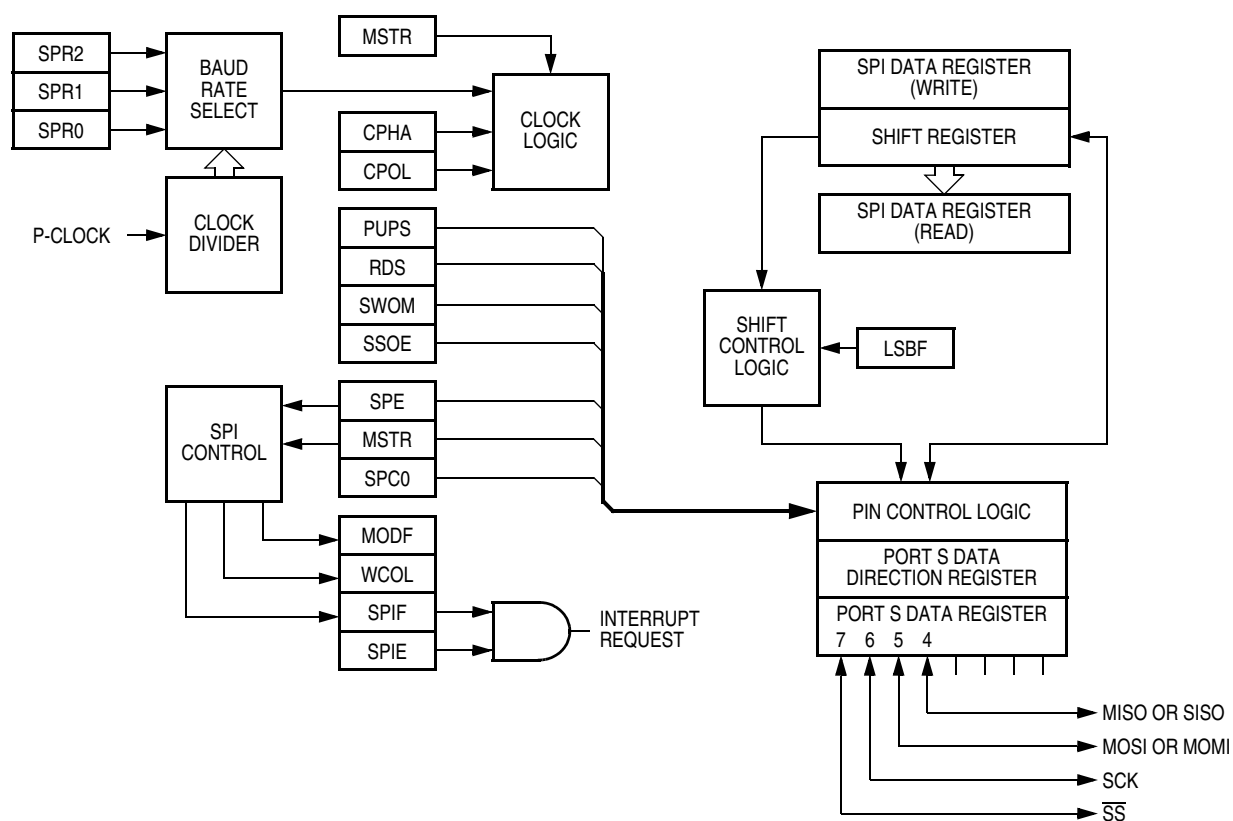 SPR2
SPR1
SPR0
BAUD
RATE
SELECT
P-CLOCK
CLOCK
DIVIDER
MSTR
CPHA
CPOL
CLOCK
LOGIC
PUPS
RDS
SWOM
SSOE
SPI
CONTROL
SPE
MSTR
SPC0
MODF
WCOL
SPIF
SPIE
INTERRUPT
REQUEST
SPI DATA REGISTER
(WRITE)
SHIFT REGISTER
SPI DATA REGISTER
(READ)
SHIFT
CONTROL
LOGIC
LSBF
PIN CONTROL LOGIC
PORT S DATA
DIRECTION REGISTER
PORT S DATA REGISTER
7 6 5 4
MISO OR SISO
MOSI OR MOMI
SCK
S̅S̅